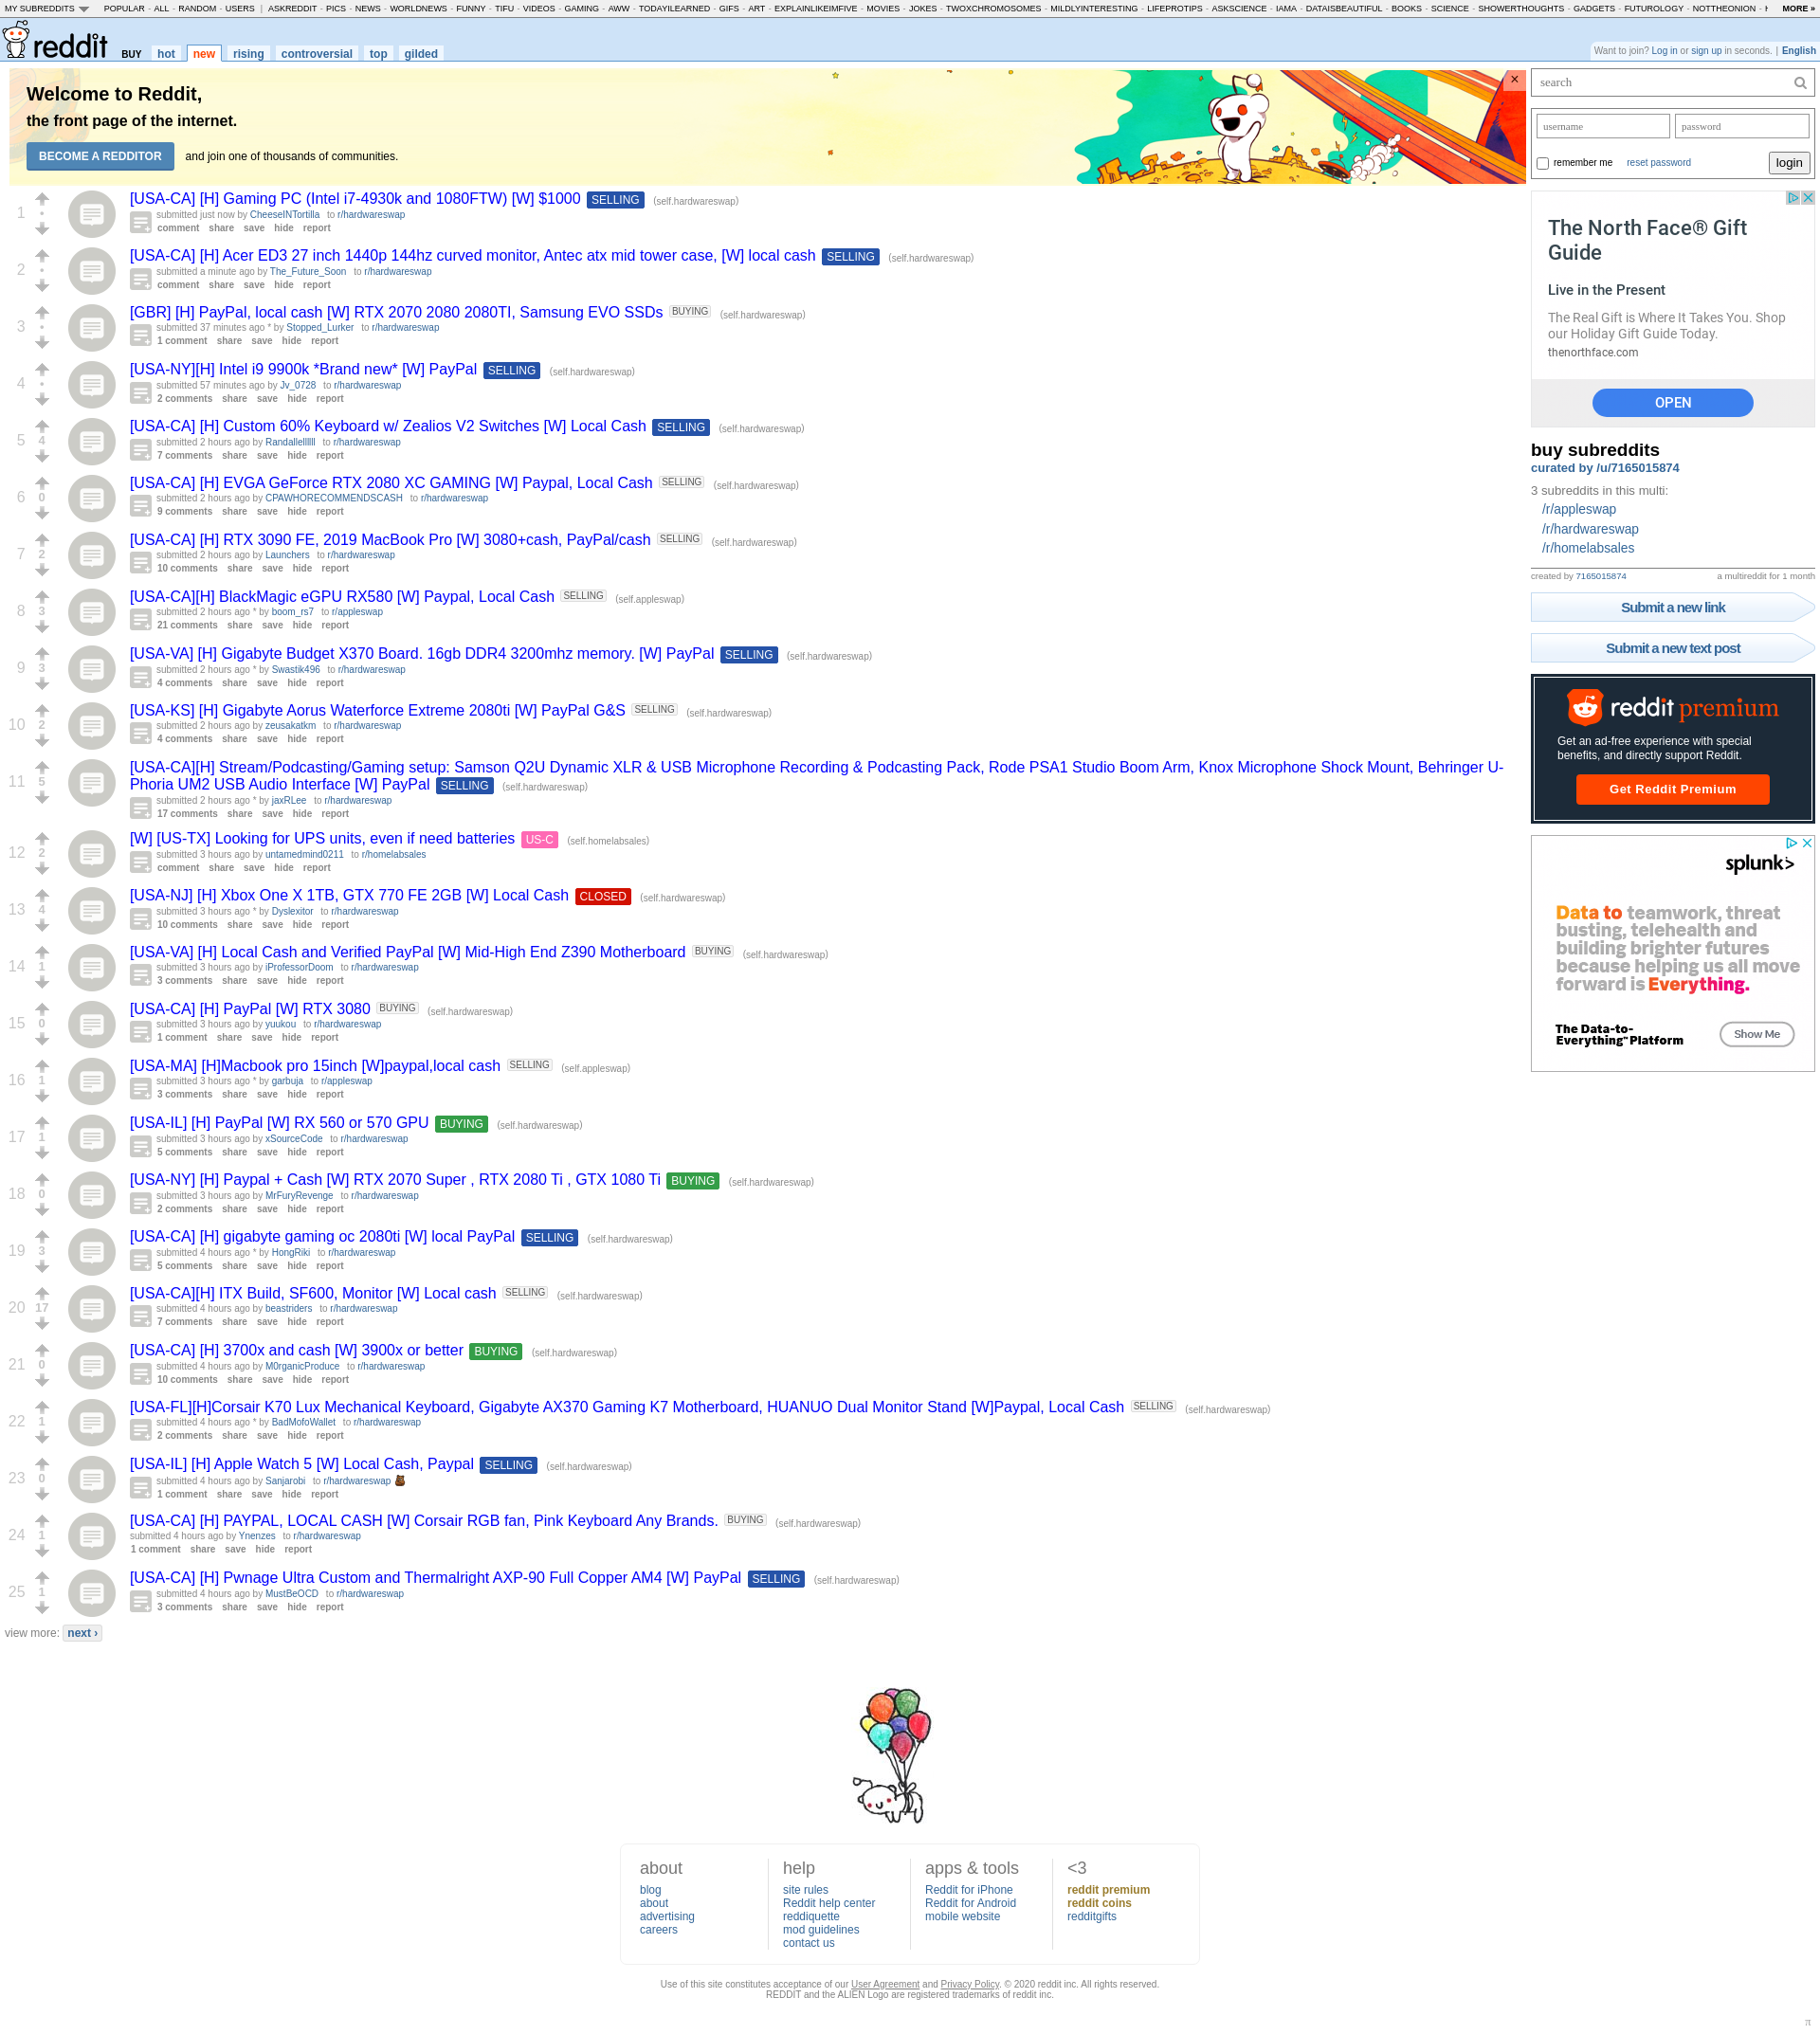 MY SUBREDDITS POPULAR - ALL - RANDOM - USERS | ASKREDDIT - PICS - NEWS - WORLDNEWS - FUNNY - TIFU - VIDEOS - GAMING - AWW - TODAYILEARNED - GIFS - ART - EXPLAINLIKEIMFIVE - MOVIES - JOKES - TWOXCHROMOSOMES - MILDLYINTERESTING - LIFEPROTIPS - ASKSCIENCE - IAMA - DATAISBEAUTIFUL - BOOKS - SCIENCE - SHOWERTHOUGHTS - GADGETS - FUTUROLOGY - NOTTHEONION - MORE »
reddit BUY hot new rising controversial top gilded
Want to join? Log in or sign up in seconds. | English
Welcome to Reddit,
the front page of the internet.
BECOME A REDDITOR and join one of thousands of communities.
×
1
[USA-CA] [H] Gaming PC (Intel i7-4930k and 1080FTW) [W] $1000 SELLING (self.hardwareswap)
submitted just now by CheeseINTortilla to r/hardwareswap
comment share save hide report
2
[USA-CA] [H] Acer ED3 27 inch 1440p 144hz curved monitor, Antec atx mid tower case, [W] local cash SELLING (self.hardwareswap)
submitted a minute ago by The_Future_Soon to r/hardwareswap
comment share save hide report
3
[GBR] [H] PayPal, local cash [W] RTX 2070 2080 2080TI, Samsung EVO SSDs BUYING (self.hardwareswap)
submitted 37 minutes ago * by Stopped_Lurker to r/hardwareswap
1 comment share save hide report
4
[USA-NY][H] Intel i9 9900k *Brand new* [W] PayPal SELLING (self.hardwareswap)
submitted 57 minutes ago by Jv_0728 to r/hardwareswap
2 comments share save hide report
5 4
[USA-CA] [H] Custom 60% Keyboard w/ Zealios V2 Switches [W] Local Cash SELLING (self.hardwareswap)
submitted 2 hours ago by to r/hardwareswap
7 comments share save hide report
6 0
[USA-CA] [H] EVGA GeForce RTX 2080 XC GAMING [W] Paypal, Local Cash SELLING (self.hardwareswap)
submitted 2 hours ago by CPAWHORECOMMENDSCASH to r/hardwareswap
9 comments share save hide report
7 2
[USA-CA] [H] RTX 3090 FE, 2019 MacBook Pro [W] 3080+cash, PayPal/cash SELLING (self.hardwareswap)
submitted 2 hours ago by Launchers to r/hardwareswap
10 comments share save hide report
8 3
[USA-CA][H] BlackMagic eGPU RX580 [W] Paypal, Local Cash SELLING (self.appleswap)
submitted 2 hours ago * by boom_rs7 to r/appleswap
21 comments share save hide report
9 3
[USA-VA] [H] Gigabyte Budget X370 Board. 16gb DDR4 3200mhz memory. [W] PayPal SELLING (self.hardwareswap)
submitted 2 hours ago * by Swastik496 to r/hardwareswap
4 comments share save hide report
10 2
[USA-KS] [H] Gigabyte Aorus Waterforce Extreme 2080ti [W] PayPal G&S SELLING (self.hardwareswap)
submitted 2 hours ago by zeusakatkm to r/hardwareswap
4 comments share save hide report
11 5
[USA-CA][H] Stream/Podcasting/Gaming setup: Samson Q2U Dynamic XLR & USB Microphone Recording & Podcasting Pack, Rode PSA1 Studio Boom Arm, Knox Microphone Shock Mount, Behringer U-
Phoria UM2 USB Audio Interface [W] PayPal SELLING (self.hardwareswap)
submitted 2 hours ago * by jaxRLee to r/hardwareswap
17 comments share save hide report
12 2
[W] [US-TX] Looking for UPS units, even if need batteries US-C (self.homelabsales)
submitted 3 hours ago by untamedmind0211 to r/homelabsales
comment share save hide report
13 4
[USA-NJ] [H] Xbox One X 1TB, GTX 770 FE 2GB [W] Local Cash CLOSED (self.hardwareswap)
submitted 3 hours ago * by Dyslexitor to r/hardwareswap
10 comments share save hide report
14 1
[USA-VA] [H] Local Cash and Verified PayPal [W] Mid-High End Z390 Motherboard BUYING (self.hardwareswap)
submitted 3 hours ago by iProfessorDoom to r/hardwareswap
3 comments share save hide report
15 0
[USA-CA] [H] PayPal [W] RTX 3080 BUYING (self.hardwareswap)
submitted 3 hours ago by yuukou to r/hardwareswap
1 comment share save hide report
16 1
[USA-MA] [H]Macbook pro 15inch [W]paypal,local cash SELLING (self.appleswap)
submitted 3 hours ago * by garbuja to r/appleswap
3 comments share save hide report
17 1
[USA-IL] [H] PayPal [W] RX 560 or 570 GPU BUYING (self.hardwareswap)
submitted 3 hours ago by xSourceCode to r/hardwareswap
5 comments share save hide report
18 0
[USA-NY] [H] Paypal + Cash [W] RTX 2070 Super , RTX 2080 Ti , GTX 1080 Ti BUYING (self.hardwareswap)
submitted 3 hours ago by MrFuryRevenge to r/hardwareswap
2 comments share save hide report
19 3
[USA-CA] [H] gigabyte gaming oc 2080ti [W] local PayPal SELLING (self.hardwareswap)
submitted 4 hours ago * by HongRiki to r/hardwareswap
5 comments share save hide report
20 17
[USA-CA][H] ITX Build, SF600, Monitor [W] Local cash SELLING (self.hardwareswap)
submitted 4 hours ago by beastriders to r/hardwareswap
7 comments share save hide report
21 0
[USA-CA] [H] 3700x and cash [W] 3900x or better BUYING (self.hardwareswap)
submitted 4 hours ago by M0rganicProduce to r/hardwareswap
10 comments share save hide report
22 1
[USA-FL][H]Corsair K70 Lux Mechanical Keyboard, Gigabyte AX370 Gaming K7 Motherboard, HUANUO Dual Monitor Stand [W]Paypal, Local Cash SELLING (self.hardwareswap)
submitted 4 hours ago * by BadMofoWallet to r/hardwareswap
2 comments share save hide report
23 0
[USA-IL] [H] Apple Watch 5 [W] Local Cash, Paypal SELLING (self.hardwareswap)
submitted 4 hours ago by Sanjarobi to r/hardwareswap
1 comment share save hide report
24 1
[USA-CA] [H] PAYPAL, LOCAL CASH [W] Corsair RGB fan, Pink Keyboard Any Brands. BUYING (self.hardwareswap)
submitted 4 hours ago by Ynenzes to r/hardwareswap
1 comment share save hide report
25 1
[USA-CA] [H] Pwnage Ultra Custom and Thermalright AXP-90 Full Copper AM4 [W] PayPal SELLING (self.hardwareswap)
submitted 4 hours ago by MustBeOCD to r/hardwareswap
3 comments share save hide report
view more: next ›
search
username password
remember me reset password login
The North Face® Gift
Guide
Live in the Present
The Real Gift is Where It Takes You. Shop
our Holiday Gift Guide Today.
thenorthface.com
OPEN
buy subreddits
curated by /u/7165015874
3 subreddits in this multi:
/r/appleswap
/r/hardwareswap
/r/homelabsales
created by 7165015874 a multireddit for 1 month
Submit a new link
Submit a new text post
reddit premium
Get an ad-free experience with special
benefits, and directly support Reddit.
Get Reddit Premium
splunk>
Data to teamwork, threat
busting, telehealth and
building brighter futures
because helping us all move
forward is Everything.
The Data-to-
Everything™ Platform
Show Me
about
blog
about
advertising
careers
help
site rules
Reddit help center
reddiquette
mod guidelines
contact us
apps & tools
Reddit for iPhone
Reddit for Android
mobile website
<3
reddit premium
reddit coins
redditgifts
Use of this site constitutes acceptance of our User Agreement and Privacy Policy. © 2020 reddit inc. All rights reserved.
REDDIT and the ALIEN Logo are registered trademarks of reddit inc.
π